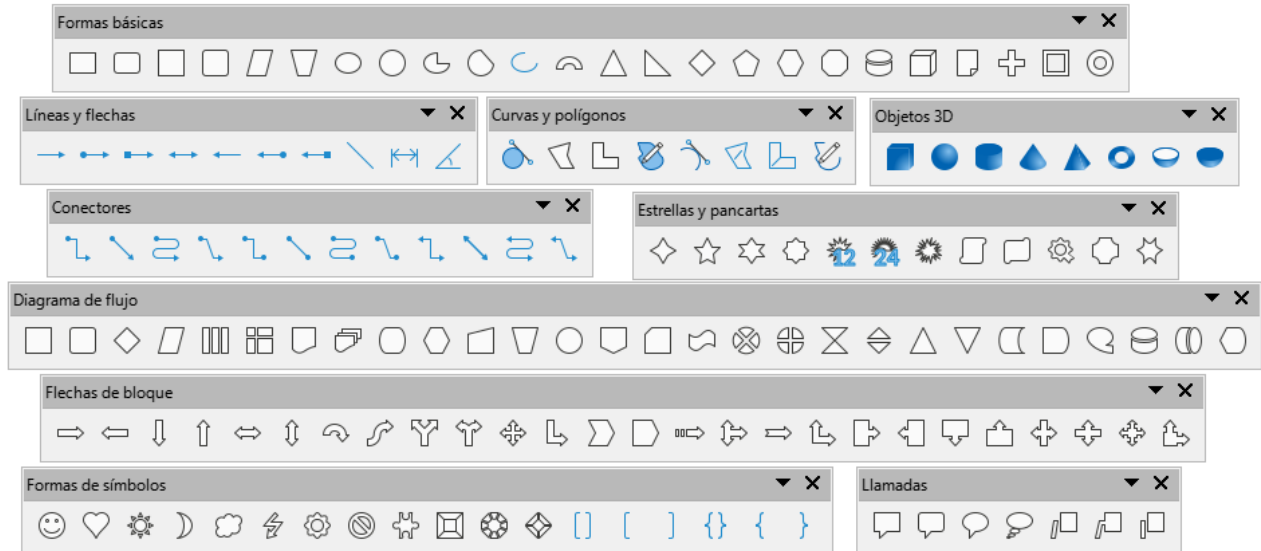 Formas básicas
Líneas y flechas
Curvas y polígonos
Objetos 3D
Conectores
Estrellas y pancartas
12
24
Diagrama de flujo
Flechas de bloque
Formas de símbolos
Llamadas